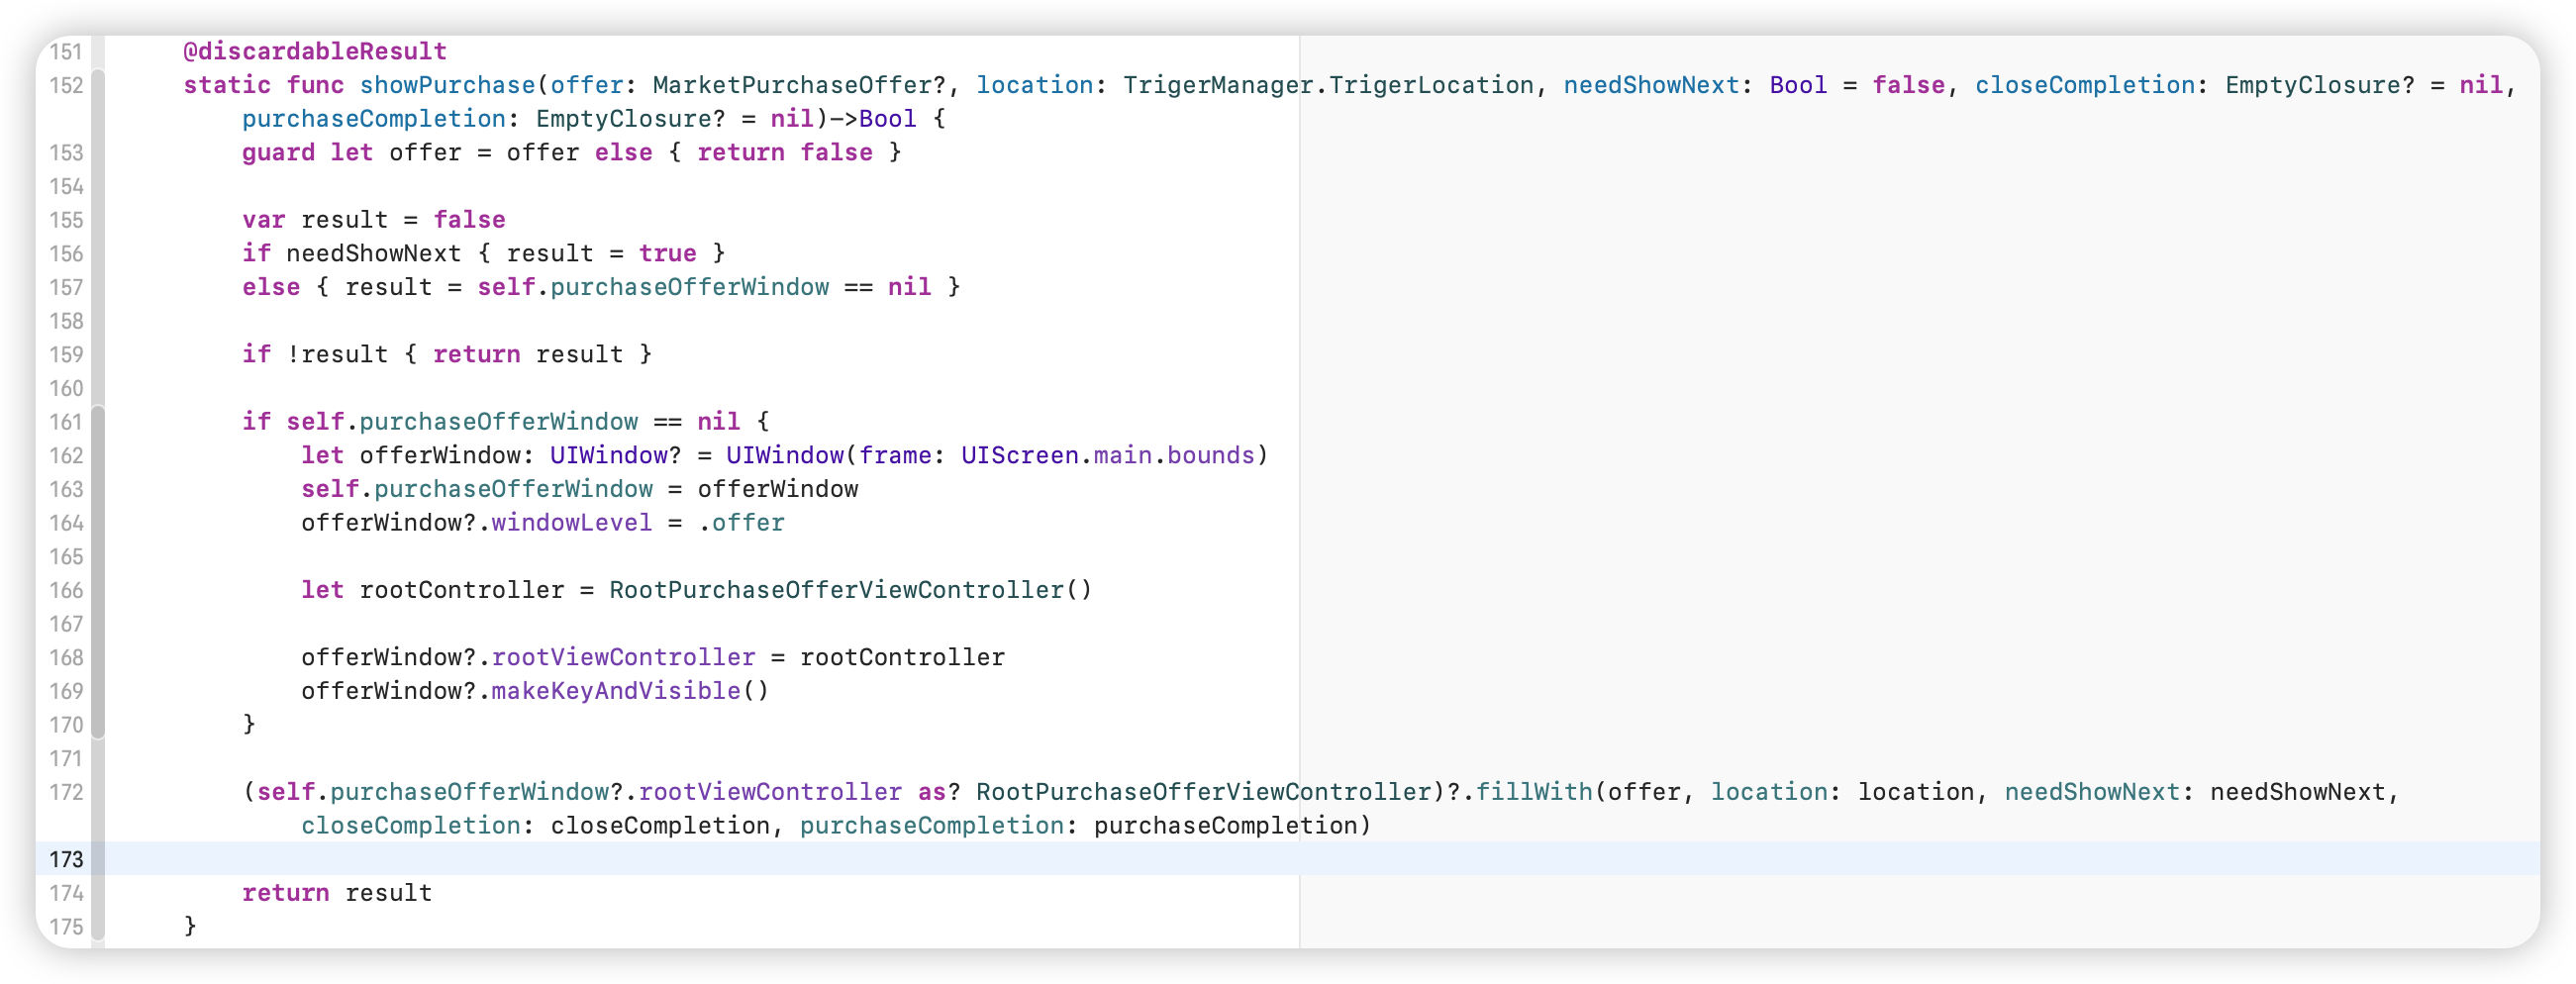 151 @discardableResult
152 static func showPurchase(offer: MarketPurchaseOffer?, location: TrigerManager.TrigerLocation, needShowNext: Bool = false, closeCompletion: EmptyClosure? = nil,
purchaseCompletion: EmptyClosure? = nil)->Bool {
153 guard let offer = offer else { return false }
154
155 var result = false
156 if needShowNext { result = true }
157 else { result = self.purchaseOfferWindow == nil }
158
159 if !result { return result }
160
161 if self.purchaseOfferWindow == nil {
162 let offerWindow: UIWindow? = UIWindow(frame: UIScreen.main.bounds)
163 self.purchaseOfferWindow = offerWindow
164 offerWindow?.windowLevel = .offer
165
166 let rootController = RootPurchaseOfferViewController()
167
168 offerWindow?.rootViewController = rootController
169 offerWindow?.makeKeyAndVisible()
170 }
171
172 (self.purchaseOfferWindow?.rootViewController as? RootPurchaseOfferViewController)?.fillWith(offer, location: location, needShowNext: needShowNext,
closeCompletion: closeCompletion, purchaseCompletion: purchaseCompletion)
173
174 return result
175 }